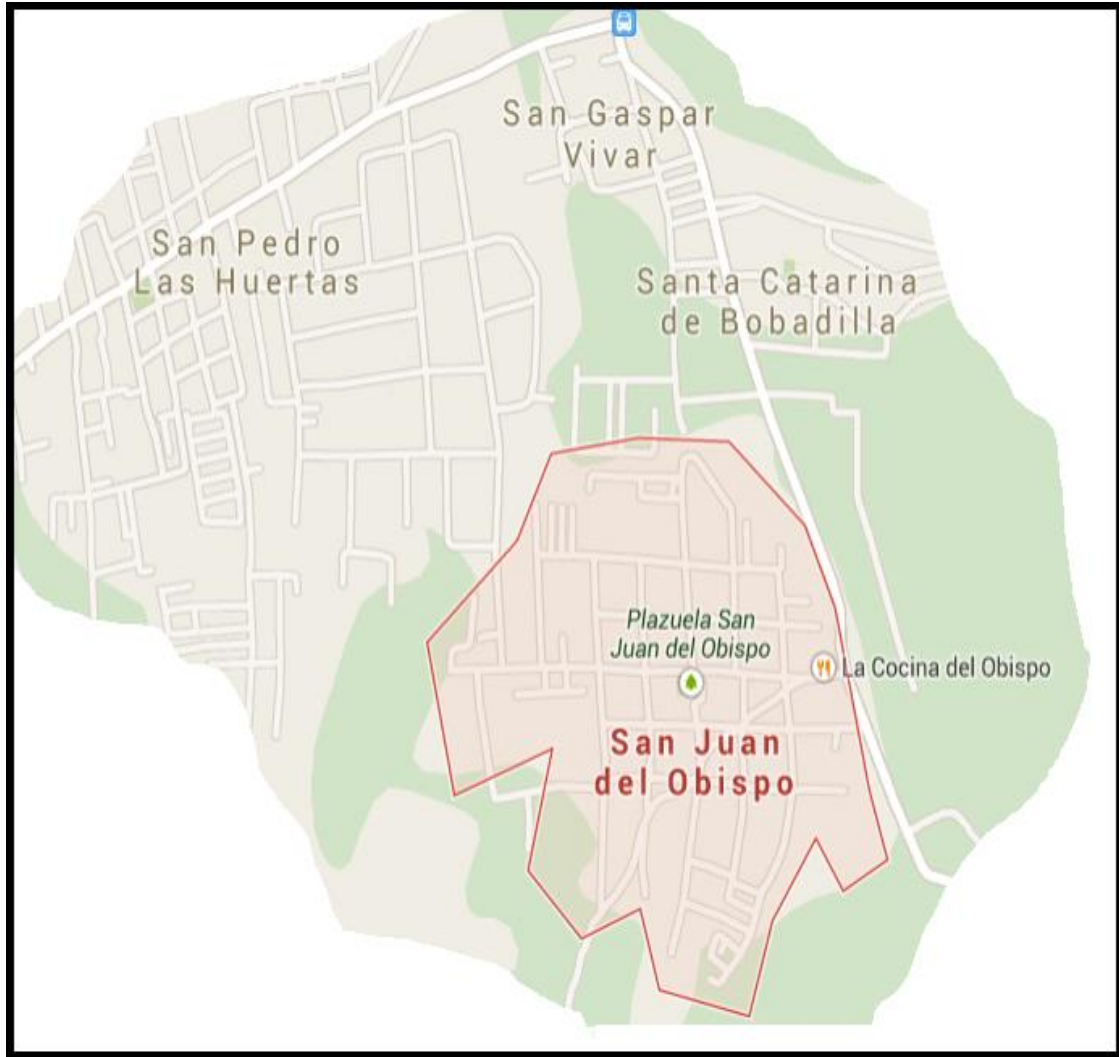 San Gaspar
Vivar
San Pedro
Las Huertas
Santa Catarina
de Bobadilla
Plazuela San
Juan del Obispo
La Cocina del Obispo
San Juan
del Obispo